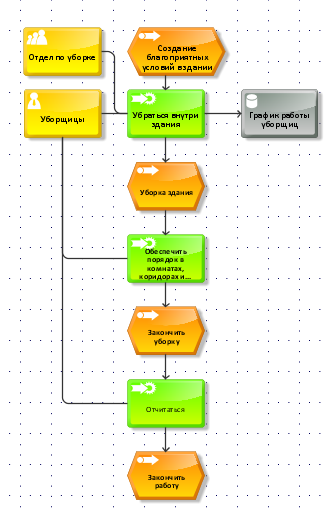 Отдел по уборке
Создание
благоприятных
условий в здании
Уборщицы
Убраться внутри
здания
График работы
уборщиц
Уборка здания
Обеспечить
порядок в
комнатах,
коридорах и...
Закончить
уборку
Отчитаться
Закончить
работу